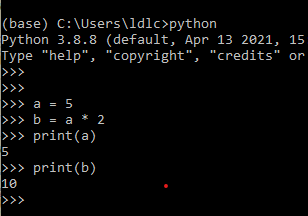 (base) C:\Users\ldlc>python
Python 3.8.8 (default, Apr 13 2021, 15
Type "help", "copyright", "credits" or
>>>
>>>
>>> a = 5
>>> b = a * 2
>>> print(a)
5
>>> print(b)
10
>>>